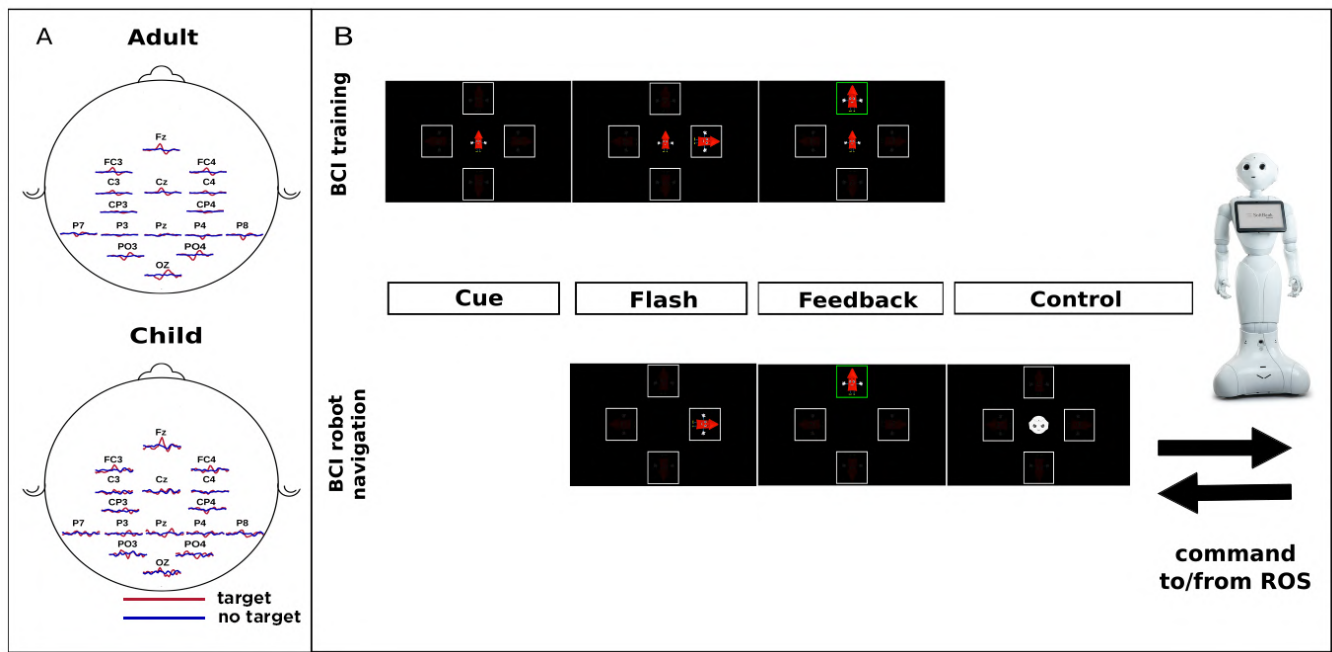 A
Adult
Fz
FC3
FC4
C3
Cz
C4
CP3
CP4
P7
P3
Pz
P4
P8
PO3
PO4
OZ
Child
Fz
FC3
FC4
C3
Cz
C4
CP3
CP4
P7
P3
Pz
P4
P8
PO3
PO4
OZ
target
no target
B
BCI training
Cue
Flash
Feedback
Control
BCI robot
navigation
command
to/from ROS